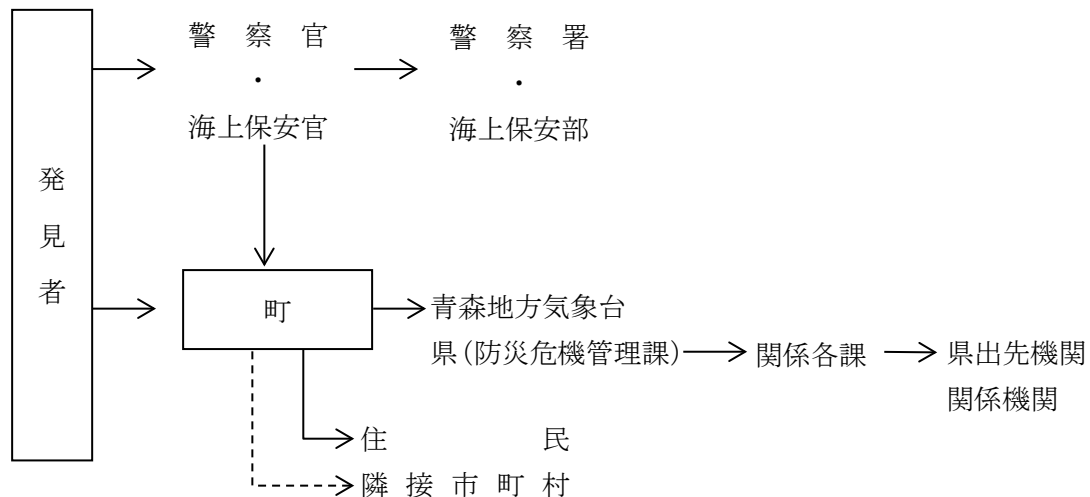 警察官 警察署
・ ・
海上保安官 海上保安部
発見者
町
青森地方気象台
県(防災危機管理課) 関係各課 県出先機関
関係機関
住民
隣接市町村